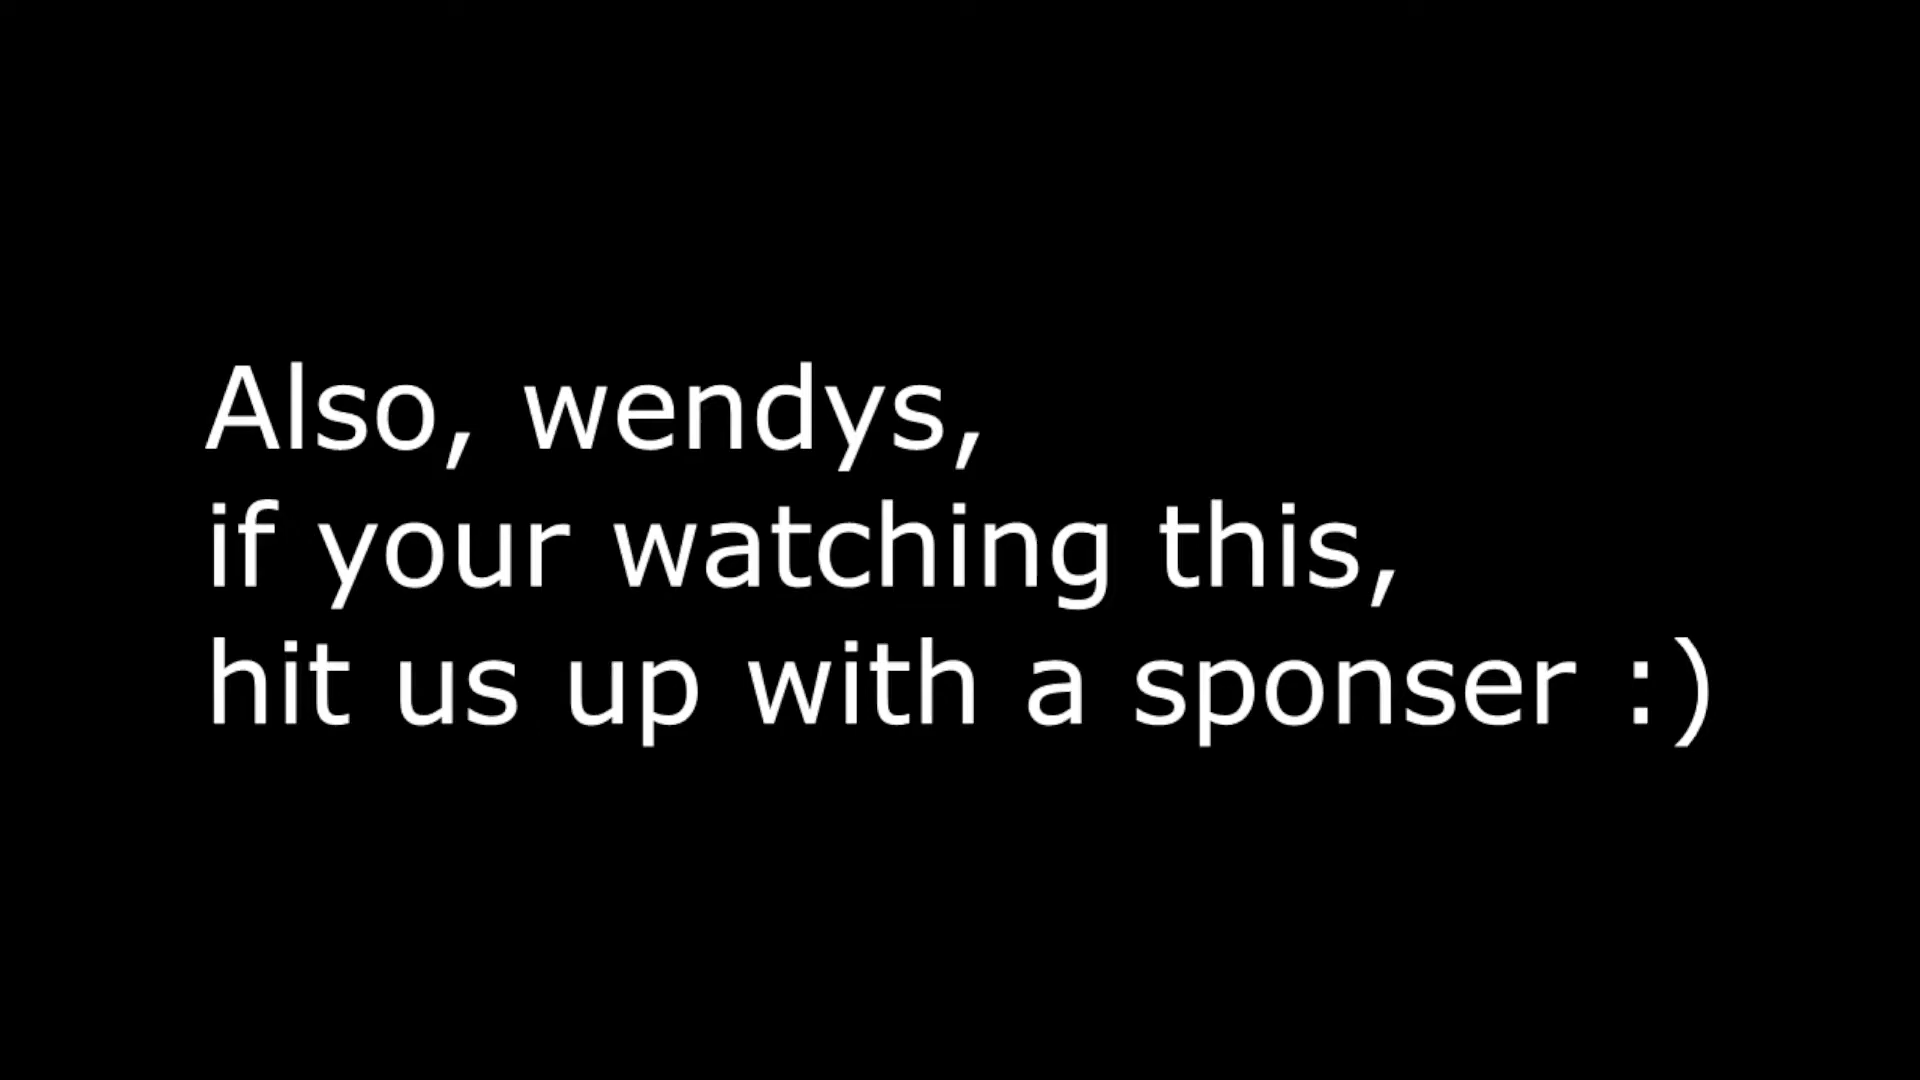 Also, wendys,
if your watching this,
hit us up with a sponser :)